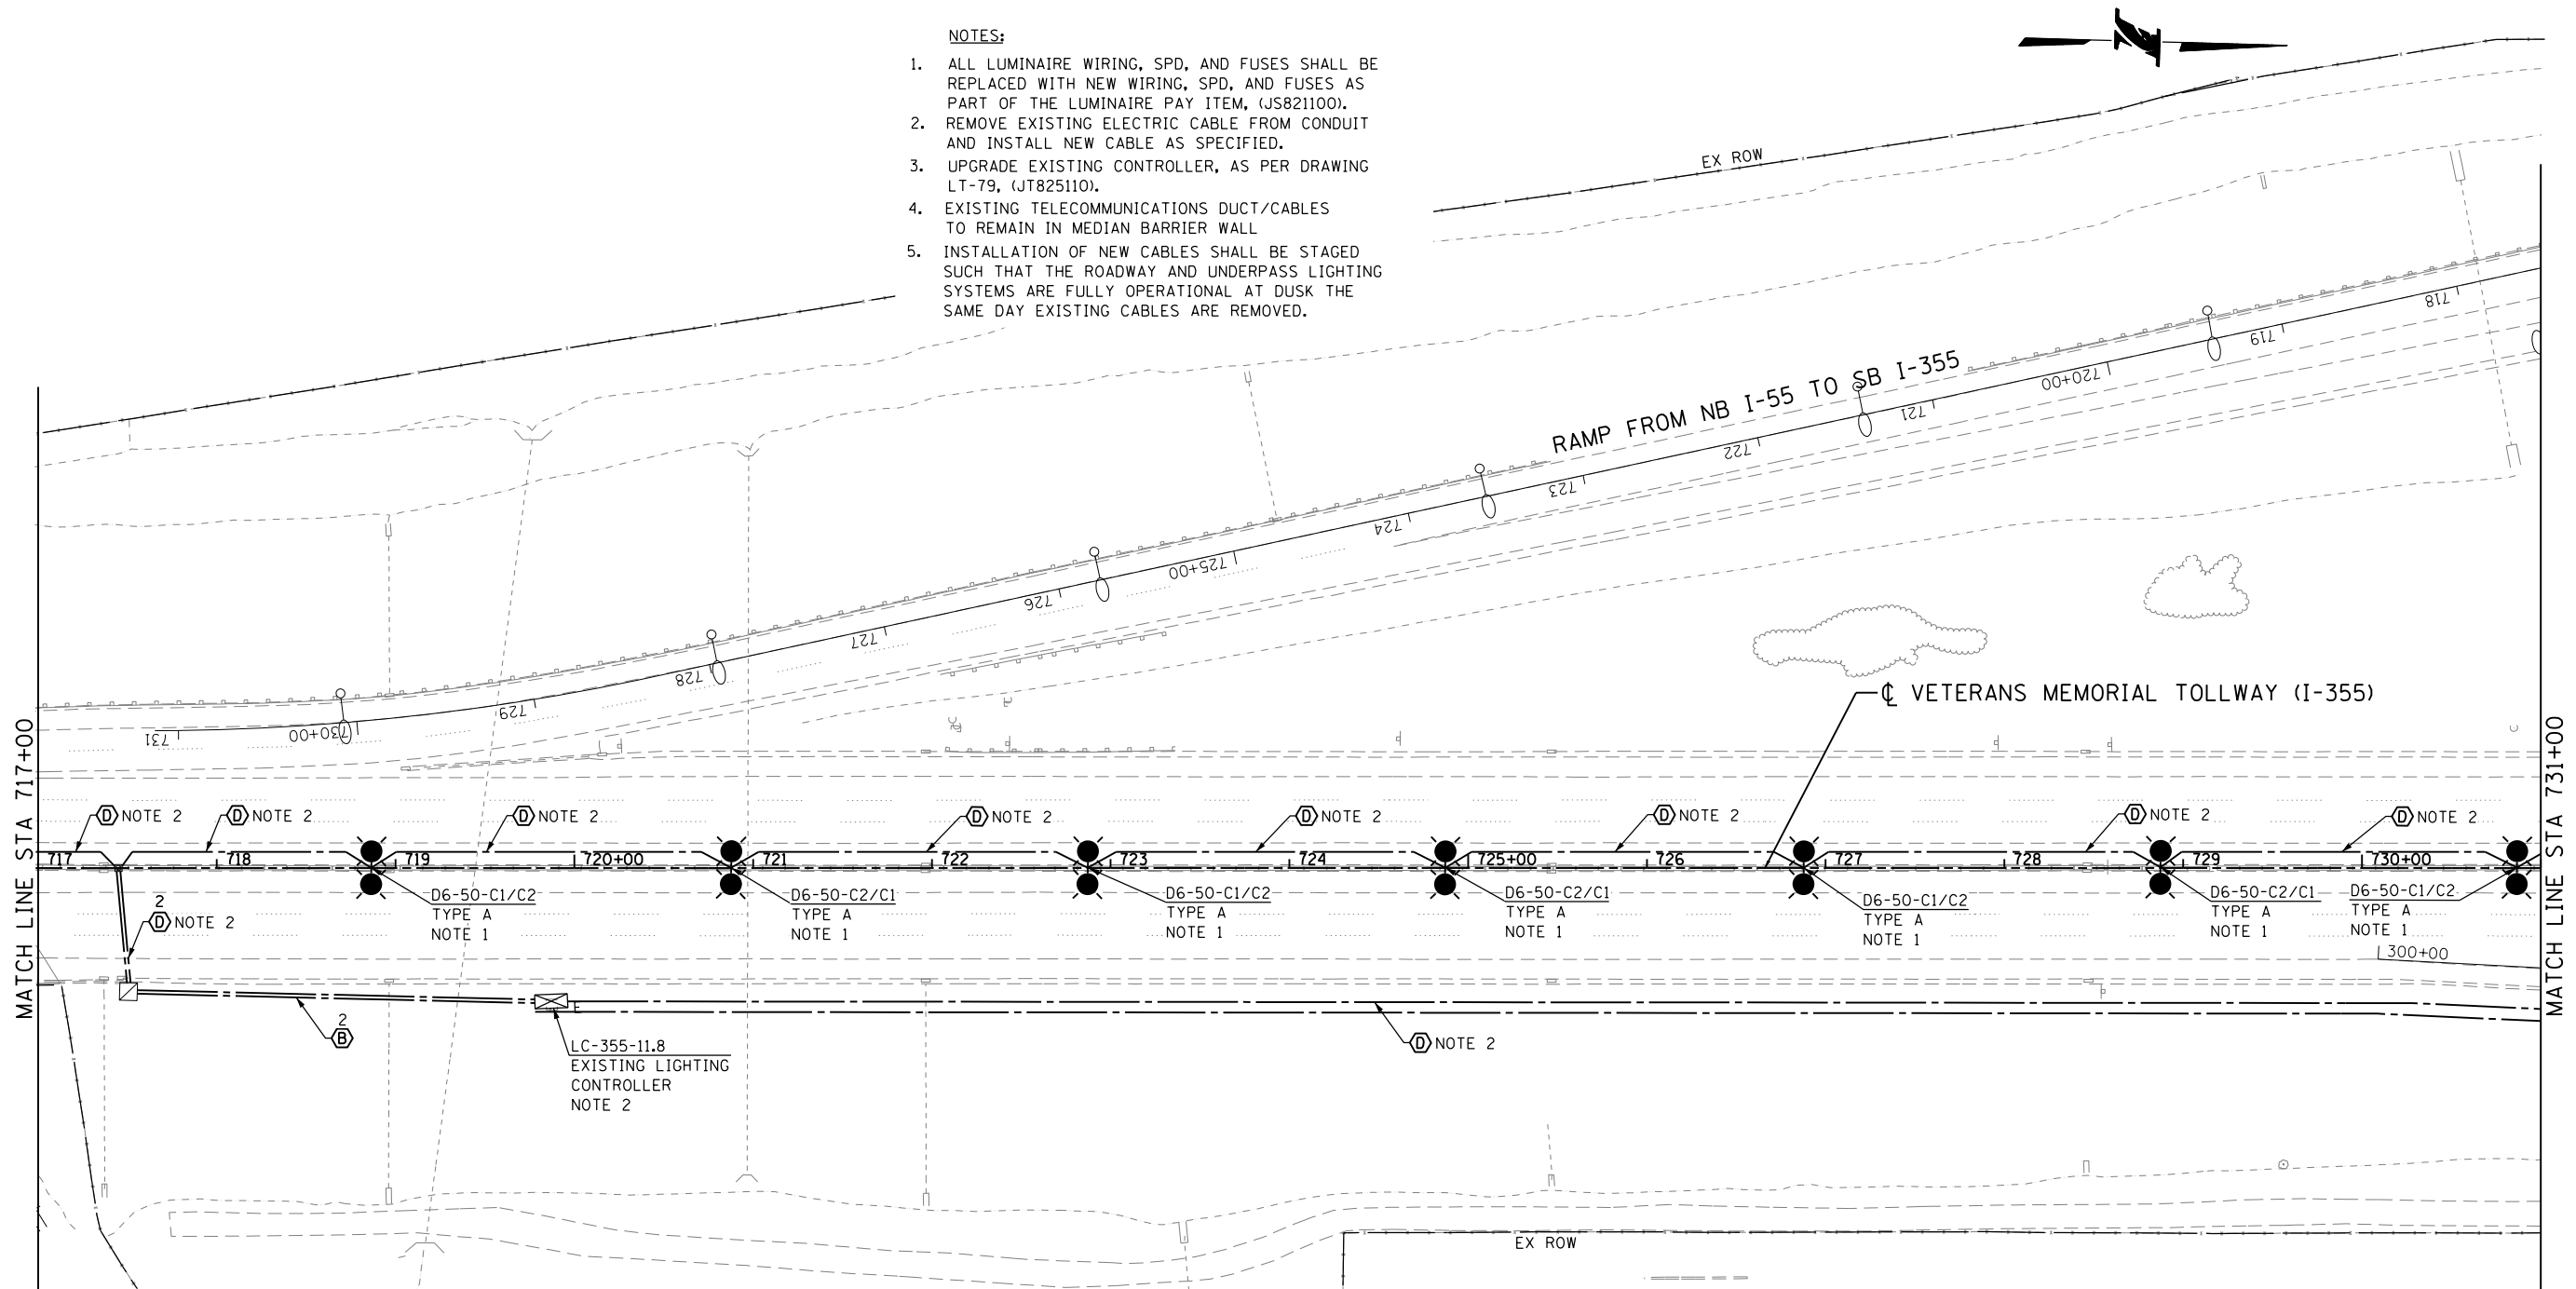 NOTES:
1. ALL LUMINAIRE WIRING, SPD, AND FUSES SHALL BE
REPLACED WITH NEW WIRING, SPD, AND FUSES AS
PART OF THE LUMINAIRE PAY ITEM, (JS821100).
2. REMOVE EXISTING ELECTRIC CABLE FROM CONDUIT
AND INSTALL NEW CABLE AS SPECIFIED.
3. UPGRADE EXISTING CONTROLLER, AS PER DRAWING
LT-79, (JT825110).
4. EXISTING TELECOMMUNICATIONS DUCT/CABLES
TO REMAIN IN MEDIAN BARRIER WALL
5. INSTALLATION OF NEW CABLES SHALL BE STAGED
SUCH THAT THE ROADWAY AND UNDERPASS LIGHTING
SYSTEMS ARE FULLY OPERATIONAL AT DUSK THE
SAME DAY EXISTING CABLES ARE REMOVED.
EX ROW
RAMP FROM NB I-55 TO SB I-355
731
730+00
729
728
727
726
725+00
724
723
722
721
720+00
719
718
℄ VETERANS MEMORIAL TOLLWAY (I-355)
MATCH LINE STA 717+00
MATCH LINE STA 731+00
D NOTE 2
D NOTE 2
D NOTE 2
D NOTE 2
D NOTE 2
D NOTE 2
D NOTE 2
D NOTE 2
717
718
719
720+00
721
722
723
724
725+00
726
727
728
729
730+00
D6-50-C1/C2
TYPE A
NOTE 1
D6-50-C2/C1
TYPE A
NOTE 1
D6-50-C1/C2
TYPE A
NOTE 1
D6-50-C2/C1
TYPE A
NOTE 1
D6-50-C1/C2
TYPE A
NOTE 1
D6-50-C2/C1
TYPE A
NOTE 1
D6-50-C1/C2
TYPE A
NOTE 1
2
D NOTE 2
300+00
2
B
E
LC-355-11.8
EXISTING LIGHTING
CONTROLLER
NOTE 2
D NOTE 2
EX ROW